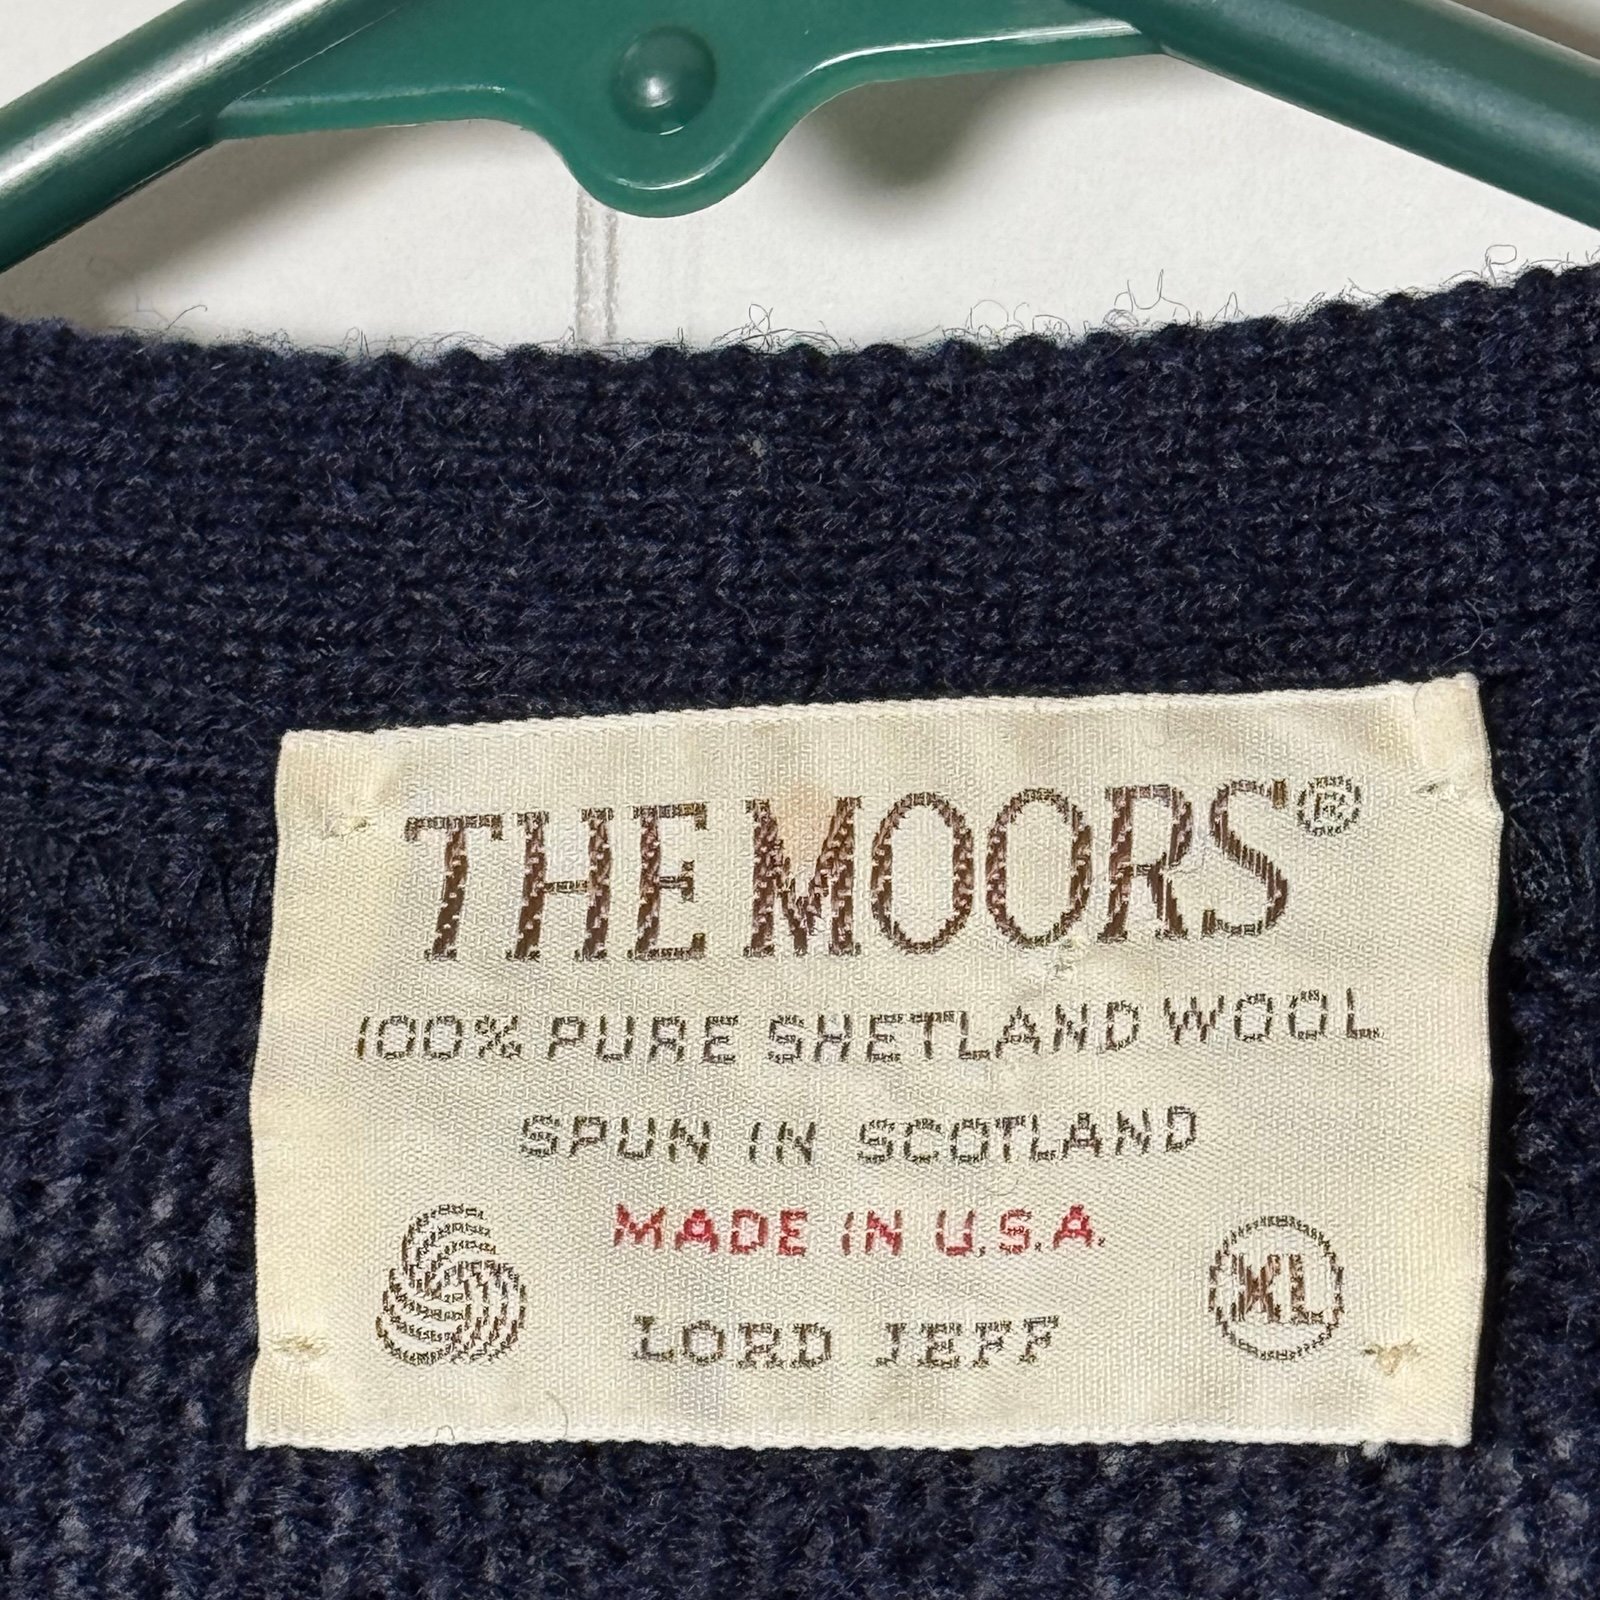 THE MOORS®
100% PURE SHETLAND WOOL
SPUN IN SCOTLAND
MADE IN U.S.A.
XL
LORD JEFF